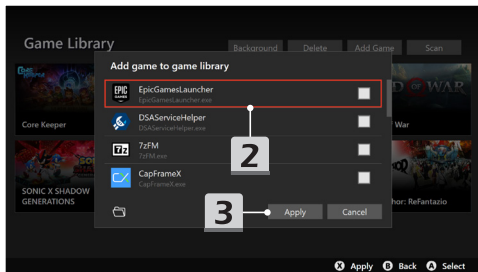 Game Library
Background Delete Add Game Scan
Add game to game library
EPIC GAMES
EpicGamesLauncher
EpicGamesLauncher.exe
DSAServiceHelper
DSAServiceHelper.exe
7z
7zFM
7zFM.exe
CX
CapFrameX
CapFrameX.exe
2
3
Apply Cancel
Core Keeper
D OF WAR
War
SONIC X SHADOW
GENERATIONS
hor: ReFantazio
X Apply B Back A Select